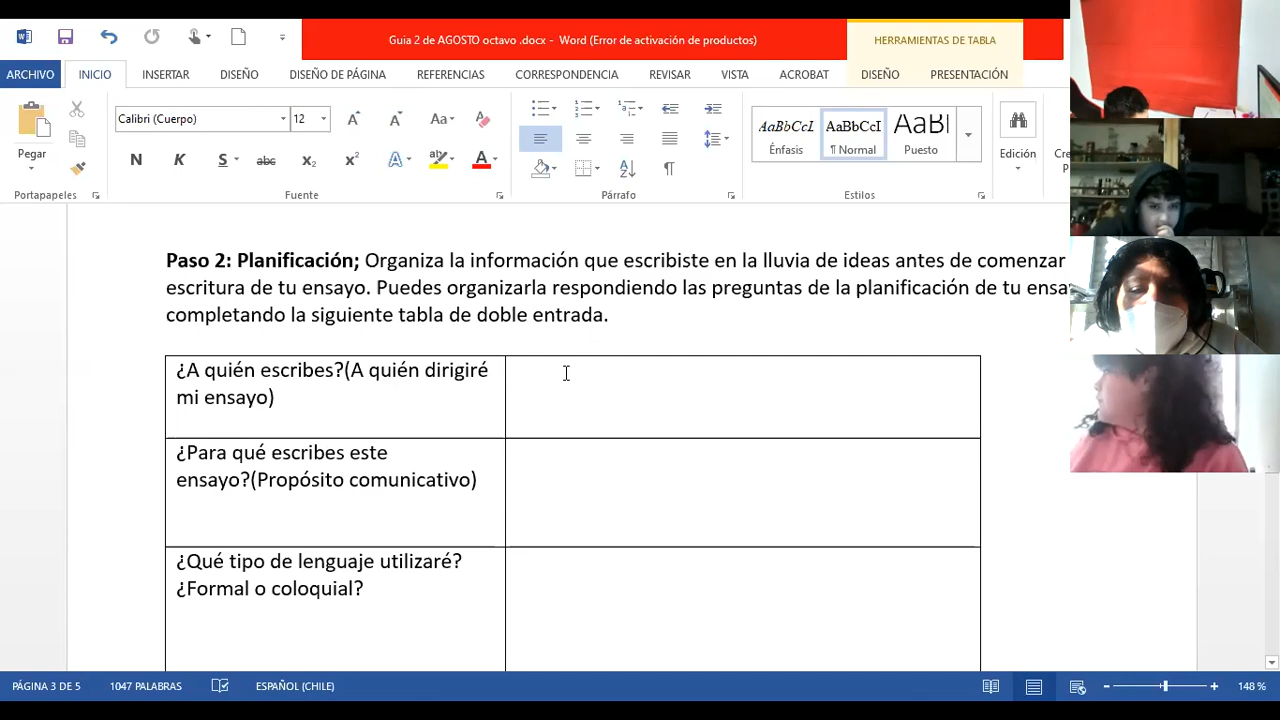 Guia 2 de AGOSTO octavo .docx - Word (Error de activación de productos)
HERRAMIENTAS DE TABLA
ARCHIVO INICIO INSERTAR DISEÑO DISEÑO DE PÁGINA REFERENCIAS CORRESPONDENCIA REVISAR VISTA ACROBAT DISEÑO PRESENTACIÓN
Calibri (Cuerpo) 12
Pegar
N K S abc x₂ x² A A
AaBbCcI AaBbCcI AaBl
Énfasis ¶ Normal Puesto
Edición
Portapapeles Fuente Párrafo Estilos
Paso 2: Planificación; Organiza la información que escribiste en la lluvia de ideas antes de comenzar
escritura de tu ensayo. Puedes organizarla respondiendo las preguntas de la planificación de tu ensa
completando la siguiente tabla de doble entrada.
¿A quién escribes?(A quién dirigiré
mi ensayo)
¿Para qué escribes este
ensayo?(Propósito comunicativo)
¿Qué tipo de lenguaje utilizaré?
¿Formal o coloquial?
PÁGINA 3 DE 5 1047 PALABRAS ESPAÑOL (CHILE) 148 %